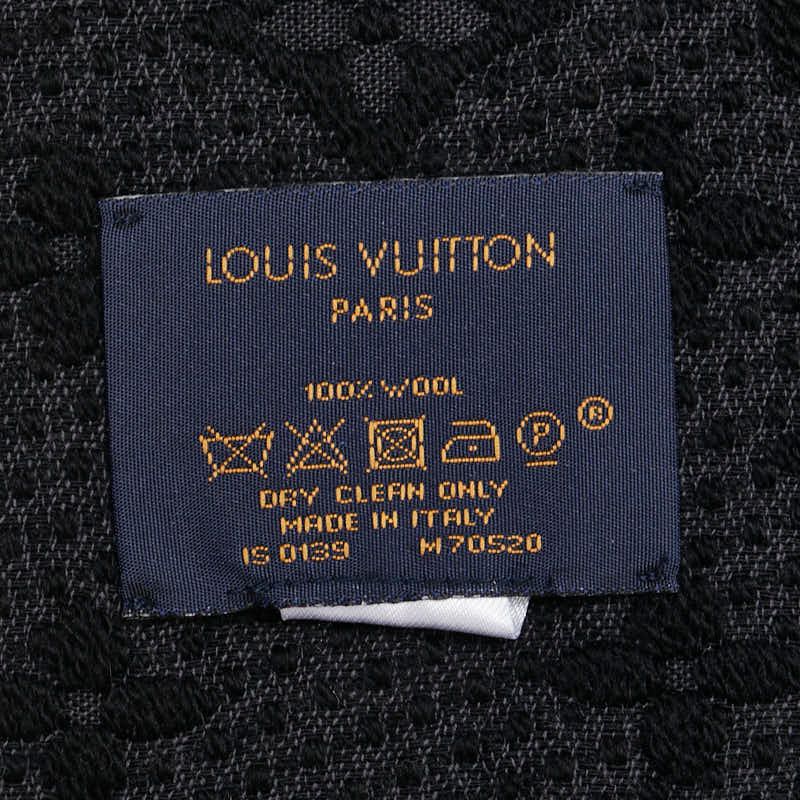 LOUIS VUITTON
PARIS
100% WOOL
P ®
DRY CLEAN ONLY
MADE IN ITALY
IS 0139 M70520